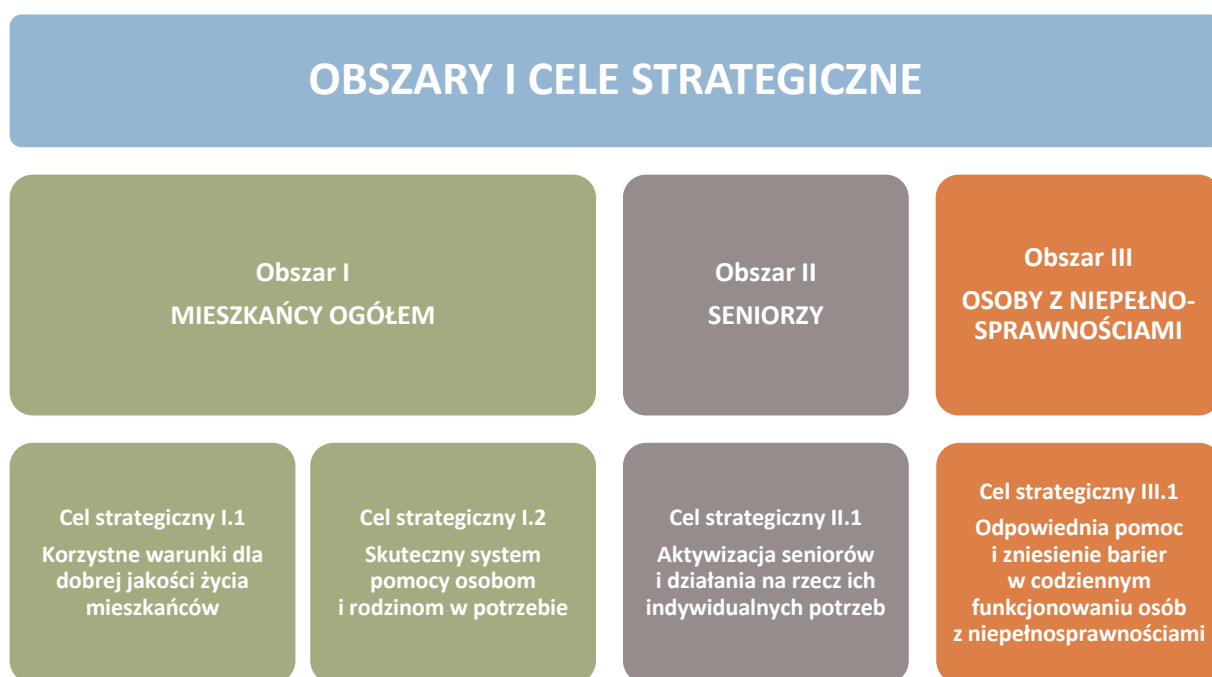 OBSZARY I CELE STRATEGICZNE
Obszar I
MIESZKAŃCY OGÓŁEM
Obszar II
SENIORZY
Obszar III
OSOBY Z NIEPEŁNO-
SPRAWNOŚCIAMI
Cel strategiczny I.1
Korzystne warunki dla
dobrej jakości życia
mieszkańców
Cel strategiczny I.2
Skuteczny system
pomocy osobom
i rodzinom w potrzebie
Cel strategiczny II.1
Aktywizacja seniorów
i działania na rzecz ich
indywidualnych potrzeb
Cel strategiczny III.1
Odpowiednia pomoc
i zniesienie barier
w codziennym
funkcjonowaniu osób
z niepełnosprawnościami